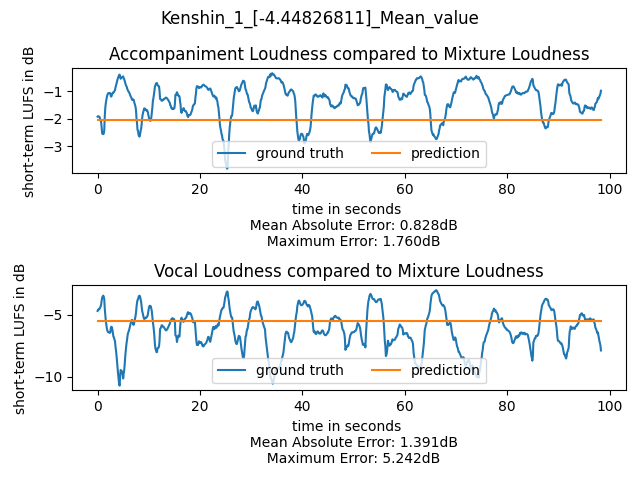 Kenshin_1_[-4.44826811]_Mean_value
Accompaniment Loudness compared to Mixture Loudness
short-term LUFS in dB
−1
−2
−3
ground truth
prediction
0
20
40
60
80
100
time in seconds
Mean Absolute Error: 0.828dB
Maximum Error: 1.760dB
Vocal Loudness compared to Mixture Loudness
short-term LUFS in dB
−5
−10
ground truth
prediction
0
20
40
60
80
100
time in seconds
Mean Absolute Error: 1.391dB
Maximum Error: 5.242dB